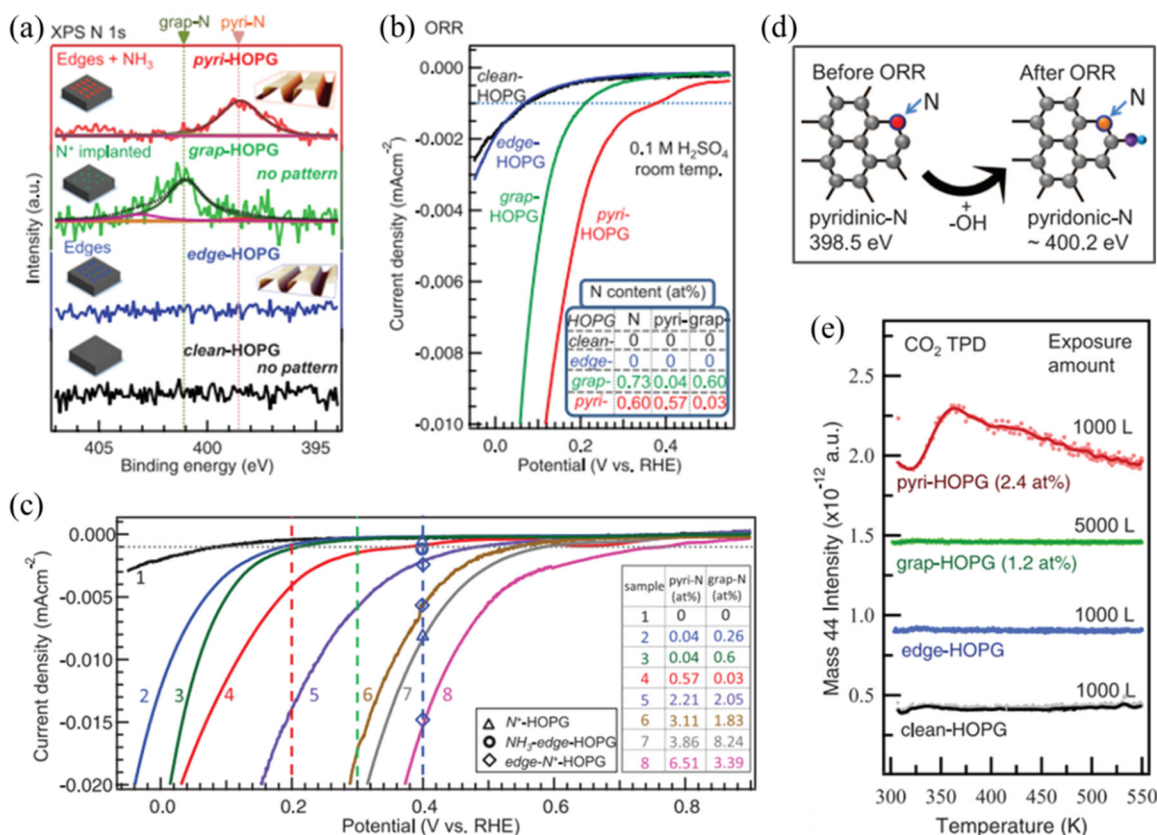 (a)
XPS N 1s
grap-N
pyri-N
Edges + NH3
pyri-HOPG
N+ implanted
grap-HOPG
no pattern
Edges
edge-HOPG
clean-HOPG
no pattern
Intensity (a.u.)
405
400
395
Binding energy (eV)
(b)
ORR
0.000
-0.002
-0.004
-0.006
-0.008
-0.010
Current density (mAcm-2)
clean-
HOPG
edge-
HOPG
grap-
HOPG
pyri-
HOPG
0.1 M H2SO4
room temp.
N content (at%)
HOPG N pyri- grap-
clean- 0 0 0
edge- 0 0 0
grap- 0.73 0.04 0.60
pyri- 0.60 0.57 0.03
0.0 0.2 0.4
Potential (V vs. RHE)
(c)
0.000
-0.005
-0.010
-0.015
-0.020
Current density (mAcm-2)
1
2
3
4
5
6
7
8
N+-HOPG
NH3-edge-HOPG
edge-N+-HOPG
sample pyri-N (at%) grap-N (at%)
1 0 0
2 0.04 0.26
3 0.04 0.6
4 0.57 0.03
5 2.21 2.05
6 3.11 1.83
7 3.86 8.24
8 6.51 3.39
0.0 0.2 0.4 0.6 0.8
Potential (V vs. RHE)
(d)
Before ORR
N
pyridinic-N
398.5 eV
+
-OH
After ORR
N
pyridonic-N
~ 400.2 eV
(e)
CO2 TPD
Exposure
amount
2.5
2.0
1.5
1.0
0.5
Mass 44 Intensity (x10-12 a.u.)
1000 L
pyri-HOPG (2.4 at%)
5000 L
grap-HOPG (1.2 at%)
1000 L
edge-HOPG
1000 L
clean-HOPG
300 350 400 450 500 550
Temperature (K)